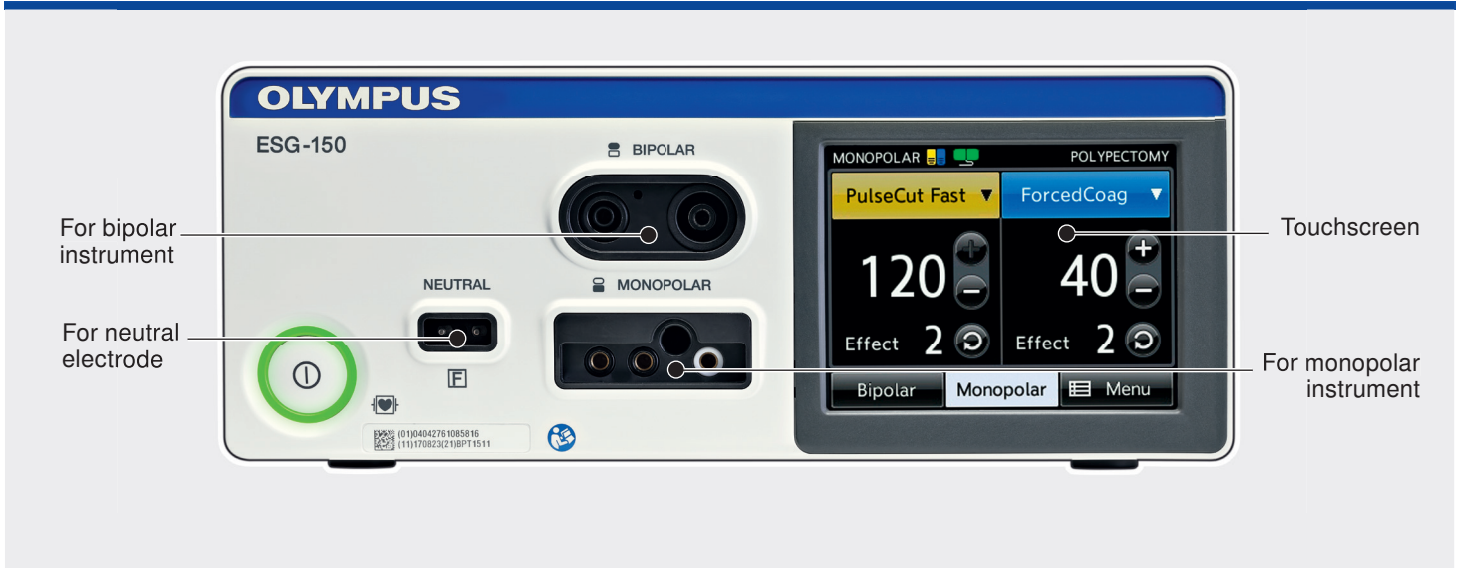 OLYMPUS
ESG-150
BIPOLAR
NEUTRAL
MONOPOLAR
F
(01)04042761085816
(11)170823(21)BPT1511
MONOPOLAR
POLYPECTOMY
PulseCut Fast
ForcedCoag
120
40
Effect 2
Effect 2
Bipolar
Monopolar
Menu
For bipolar
instrument
For neutral
electrode
Touchscreen
For monopolar
instrument